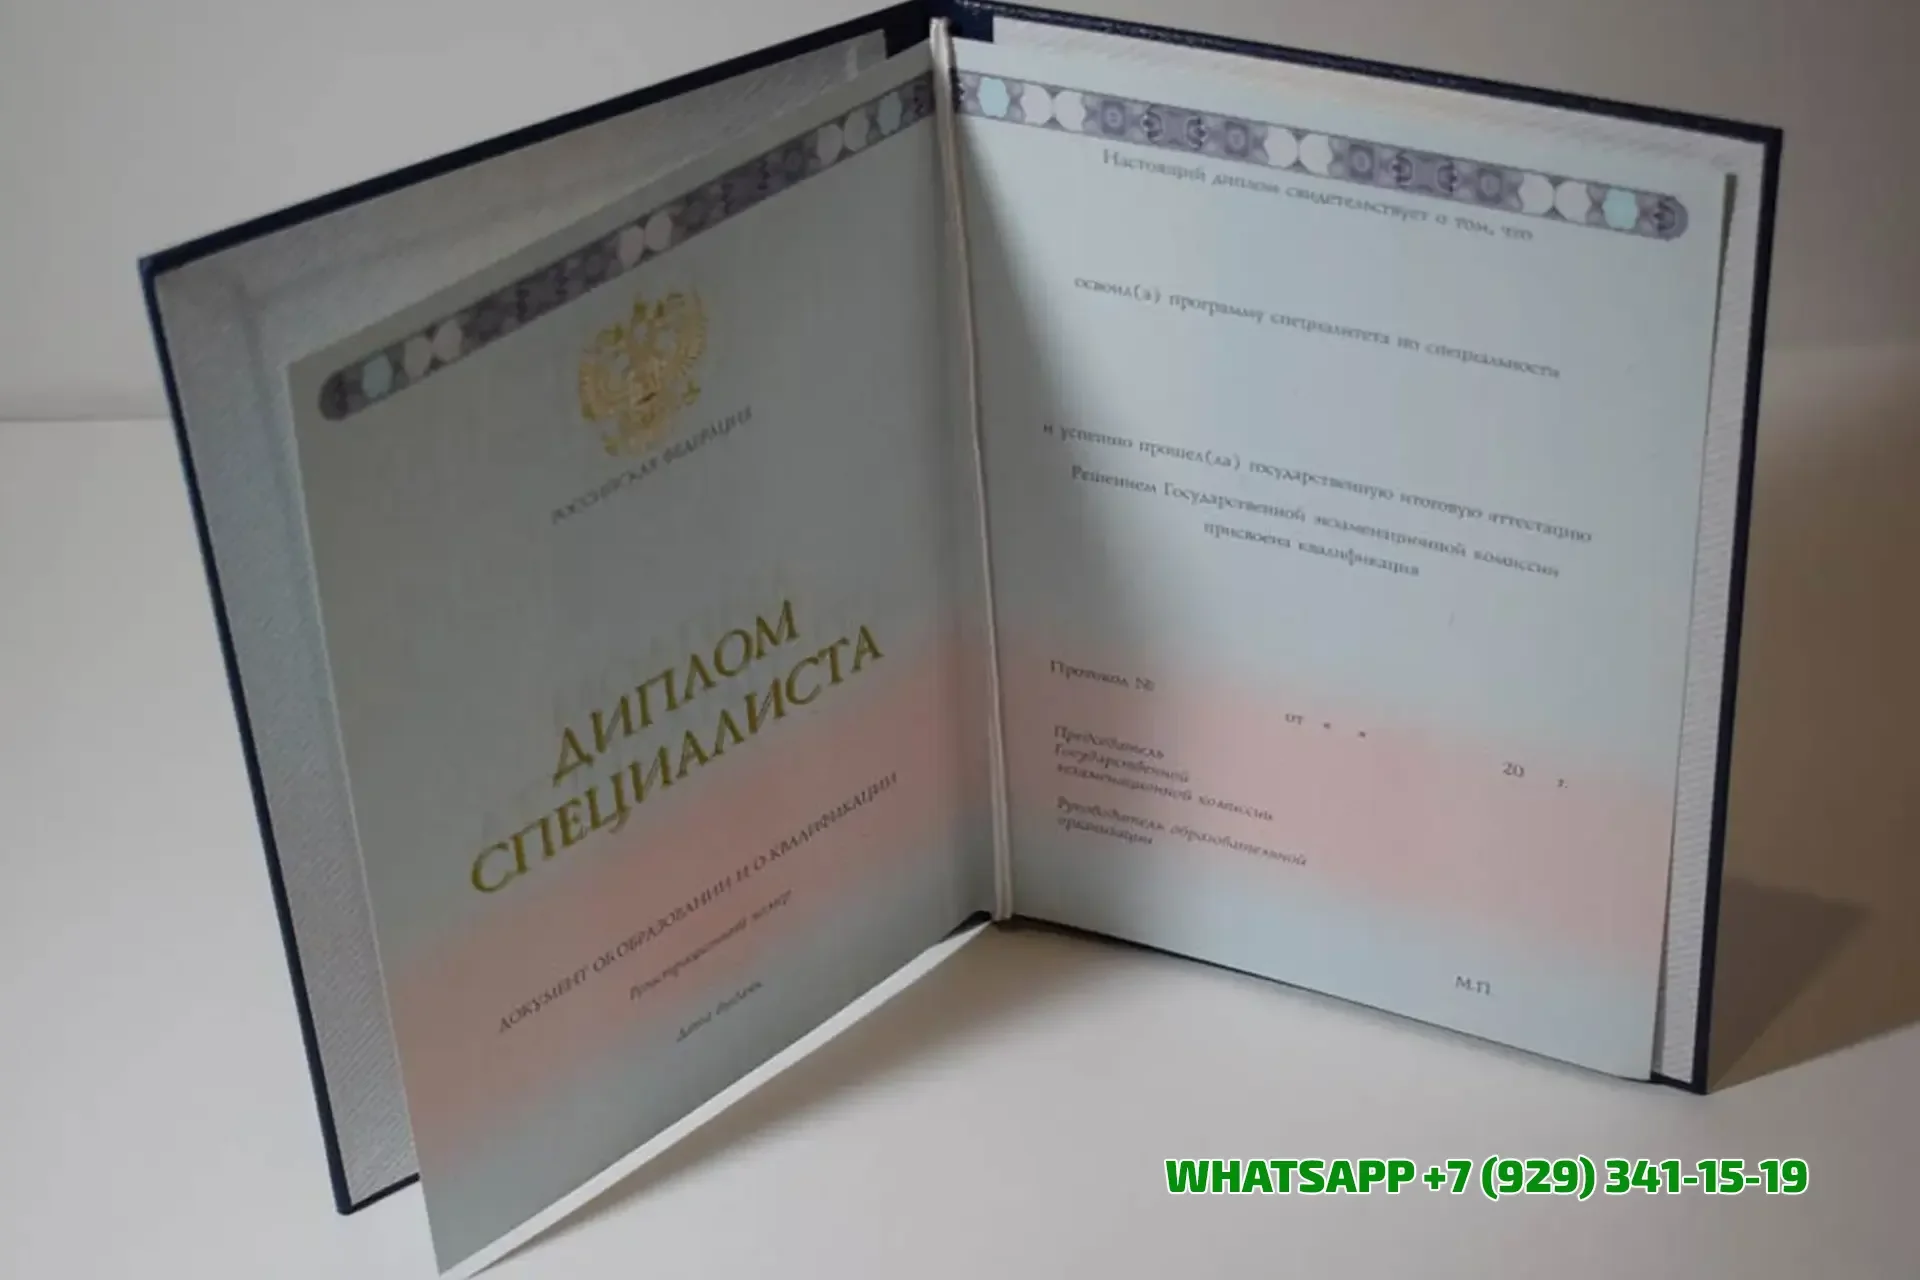 РОССИЙСКАЯ ФЕДЕРАЦИЯ
ДИПЛОМ
СПЕЦИАЛИСТА
ДОКУМЕНТ ОБ ОБРАЗОВАНИИ И О КВАЛИФИКАЦИИ
Регистрационный номер
Дата выдачи
Настоящий диплом свидетельствует о том, что
освоил(а) программу специалитета по специальности
и успешно прошел(ла) государственную итоговую аттестацию
Решением Государственной экзаменационной комиссии
присвоена квалификация
Протокол №
от « » 20 г.
Председатель
Государственной
экзаменационной комиссии
Руководитель образовательной
организации
М.П.
WHATSAPP +7 (929) 341-15-19